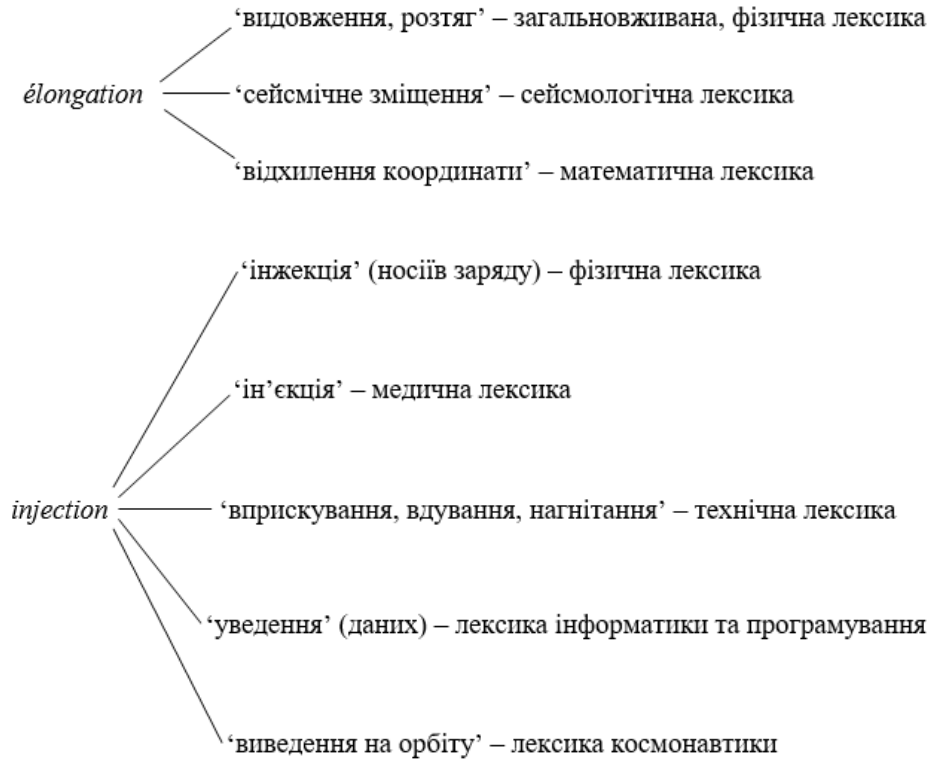 ‘видовження, розтяг’ – загальновживана, фізична лексика
élongation
‘сейсмічне зміщення’ – сейсмологічна лексика
‘відхилення координати’ – математична лексика
‘інжекція’ (носіїв заряду) – фізична лексика
‘ін’єкція’ – медична лексика
injection
‘вприскування, вдування, нагнітання’ – технічна лексика
‘уведення’ (даних) – лексика інформатики та програмування
‘виведення на орбіту’ – лексика космонавтики